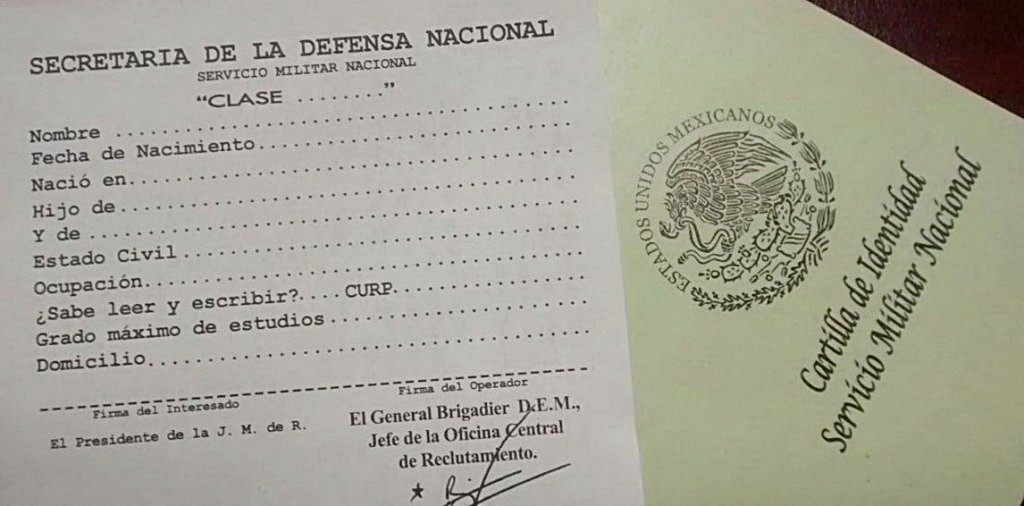 SECRETARIA DE LA DEFENSA NACIONAL
SERVICIO MILITAR NACIONAL
“CLASE ........”
Nombre ........................................
Fecha de Nacimiento...........................
Nació en.......................................
Hijo de........................................
Y de ..........................................
Estado Civil ...................................
Ocupación......................................
¿Sabe leer y escribir?.... CURP.................
Grado máximo de estudios .......................
Domicilio.......................................
Firma del Interesado
Firma del Operador
El Presidente de la J. M. de R.
El General Brigadier D.E.M.,
Jefe de la Oficina Central
de Reclutamiento.
ESTADOS UNIDOS MEXICANOS
Cartilla de Identidad
Servicio Militar Nacional